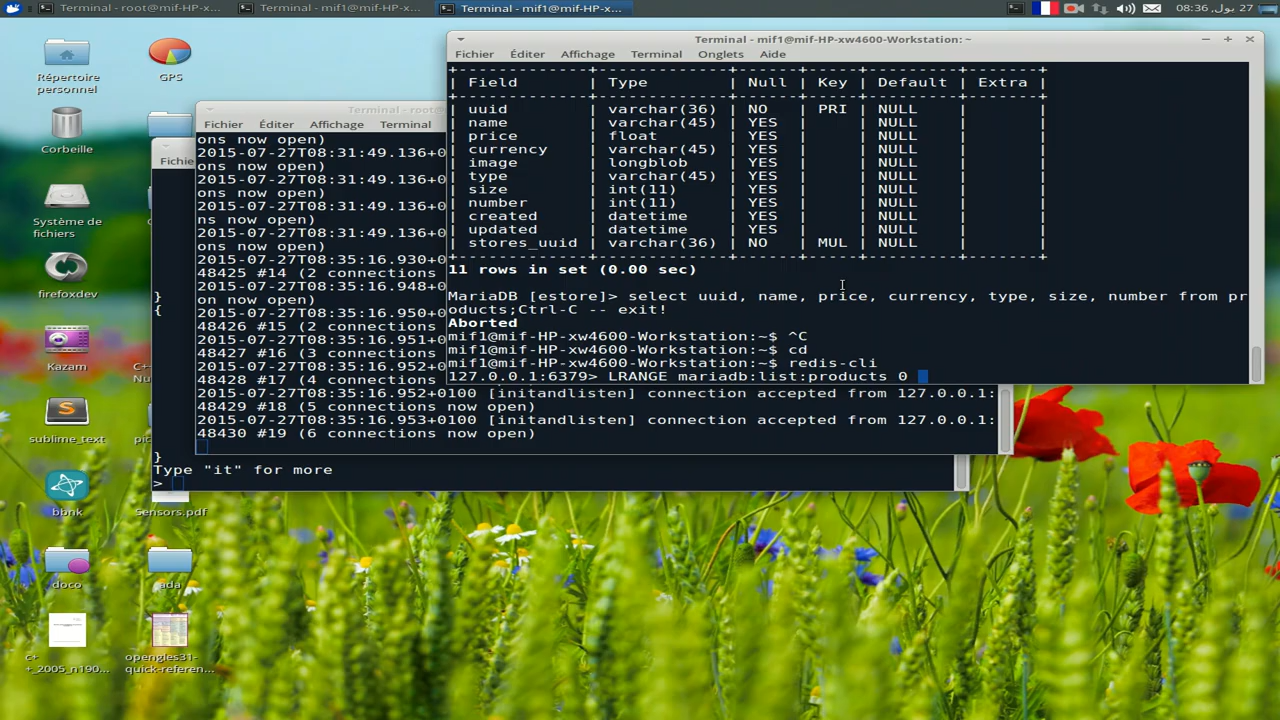 Terminal - root@mif-HP-x...
Terminal - mif1@mif-HP-x...
Terminal - mif1@mif-HP-x...
08:36 ,بول 27
Répertoire
personnel
GPS
Corbeille
Système de
fichiers
firefoxdev
Kazam
sublime_text
bbnk
Sensors.pdf
doco
ada
c+
+_2005_n190...
opengles31-
quick-referen...
C+-
pic
Fichie
}
{
}
Type "it" for more
>
Terminal - root@
Fichier Éditer Affichage Terminal
ons now open)
2015-07-27T08:31:49.136+0
ons now open)
2015-07-27T08:31:49.136+0
ons now open)
2015-07-27T08:31:49.136+0
ns now open)
2015-07-27T08:31:49.136+0
ons now open)
2015-07-27T08:35:16.930+0
48425 #14 (2 connections
2015-07-27T08:35:16.948+0
on now open)
2015-07-27T08:35:16.950+0
48426 #15 (2 connections
2015-07-27T08:35:16.951+0
48427 #16 (3 connections
2015-07-27T08:35:16.952+0
48428 #17 (4 connections
2015-07-27T08:35:16.952+0100 [initandlisten] connection accepted from 127.0.0.1:
48429 #18 (5 connections now open)
2015-07-27T08:35:16.953+0100 [initandlisten] connection accepted from 127.0.0.1:
48430 #19 (6 connections now open)
Terminal - mif1@mif-HP-xw4600-Workstation: ~
Fichier Éditer Affichage Terminal Onglets Aide
+-------------+-------------+------+-----+---------+-------+
| Field | Type | Null | Key | Default | Extra |
+-------------+-------------+------+-----+---------+-------+
| uuid | varchar(36) | NO | PRI | NULL | |
| name | varchar(45) | YES | | NULL | |
| price | float | YES | | NULL | |
| currency | varchar(45) | YES | | NULL | |
| image | longblob | YES | | NULL | |
| type | varchar(45) | YES | | NULL | |
| size | int(11) | YES | | NULL | |
| number | int(11) | YES | | NULL | |
| created | datetime | YES | | NULL | |
| updated | datetime | YES | | NULL | |
| stores_uuid | varchar(36) | NO | MUL | NULL | |
+-------------+-------------+------+-----+---------+-------+
11 rows in set (0.00 sec)
MariaDB [estore]> select uuid, name, price, currency, type, size, number from pr
oducts;Ctrl-C -- exit!
Aborted
mif1@mif-HP-xw4600-Workstation:~$ ^C
mif1@mif-HP-xw4600-Workstation:~$ cd
mif1@mif-HP-xw4600-Workstation:~$ redis-cli
127.0.0.1:6379> LRANGE mariadb:list:products 0